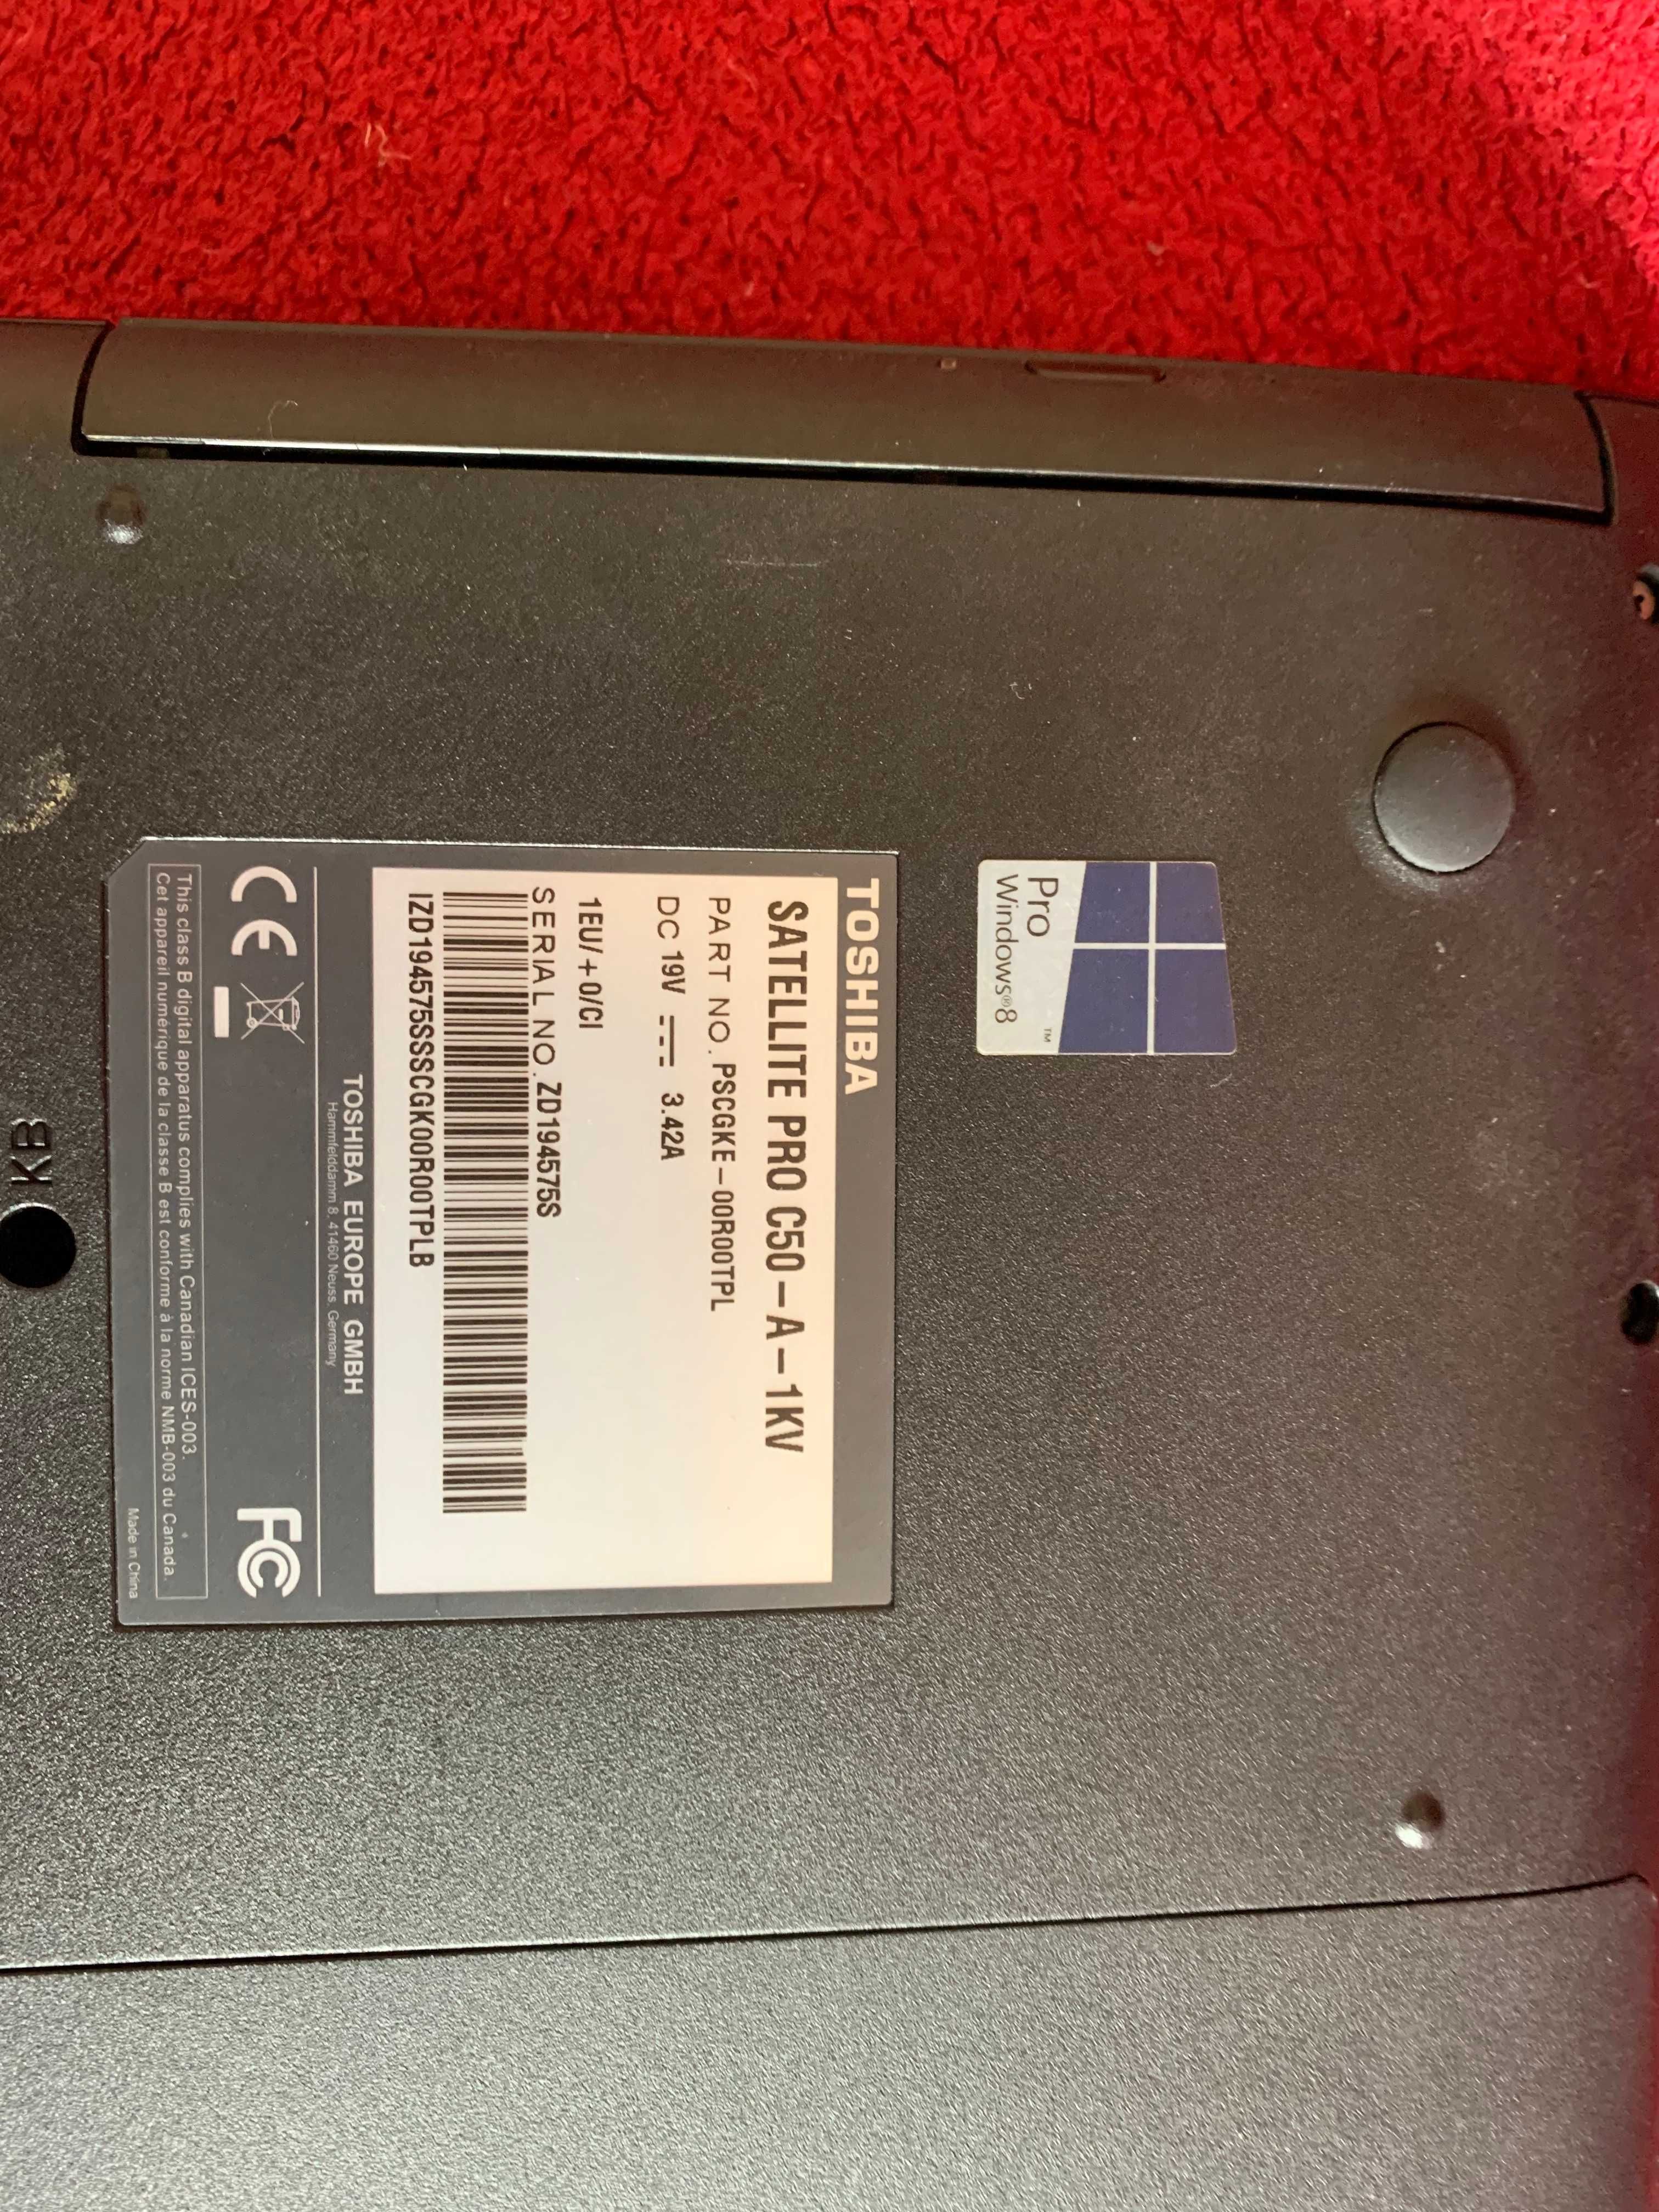 Pro
Windows®8
™
TOSHIBA
SATELLITE PRO C50-A-1KV
PART NO. PSCGKE-00R00TPL
DC 19V 3.42A
1EU/+0/CI
SERIAL NO. ZD194575S
IZD194575SSSCGK00R00TPLB
TOSHIBA EUROPE GMBH
Hammfelddamm 8, 41460 Neuss, Germany
CE
FC
This class B digital apparatus complies with Canadian ICES-003.
Cet appareil numérique de la classe B est conforme à la norme NMB-003 du Canada.
Made in China
KB